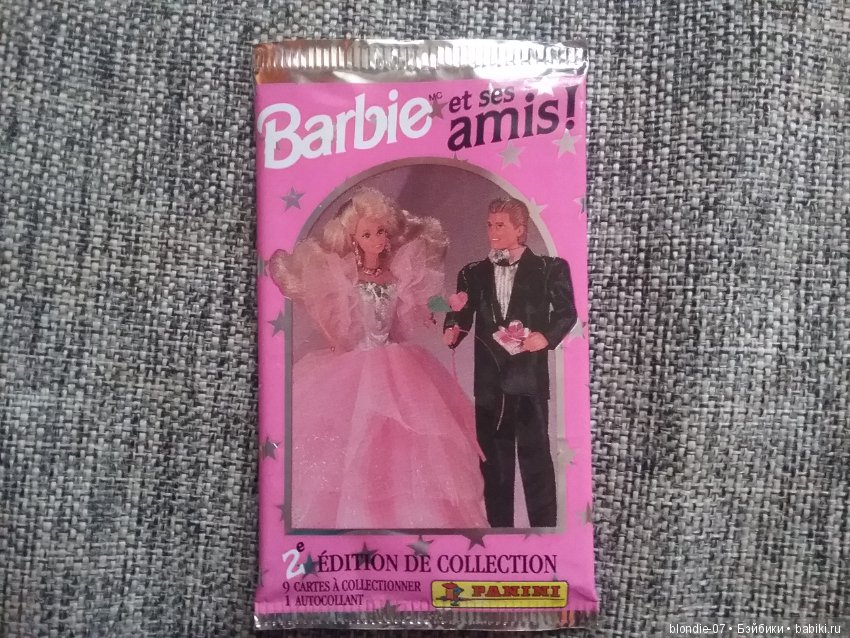 Barbie MC et ses
amis!
2e ÉDITION DE COLLECTION
9 CARTES À COLLECTIONNER
1 AUTOCOLLANT
PANINI
blondie-07 • Бэйбики • babiki.ru